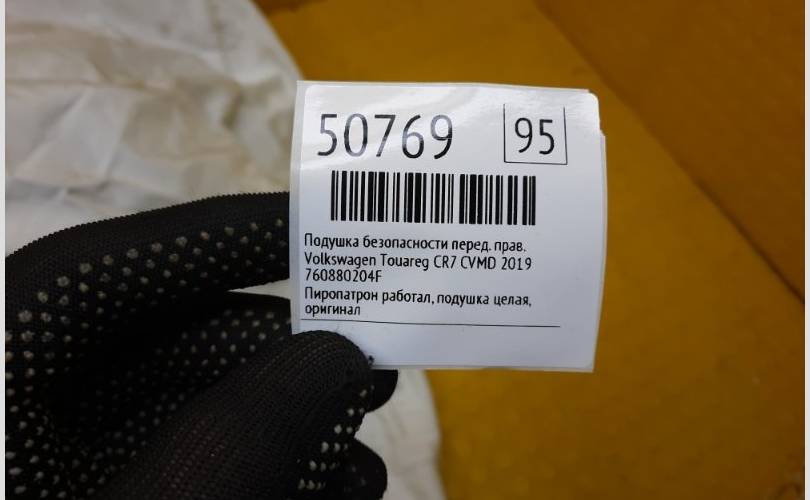 50769 95
Подушка безопасности перед. прав.
Volkswagen Touareg CR7 CVMD 2019
760880204F
Пиропатрон работал, подушка целая,
оригинал